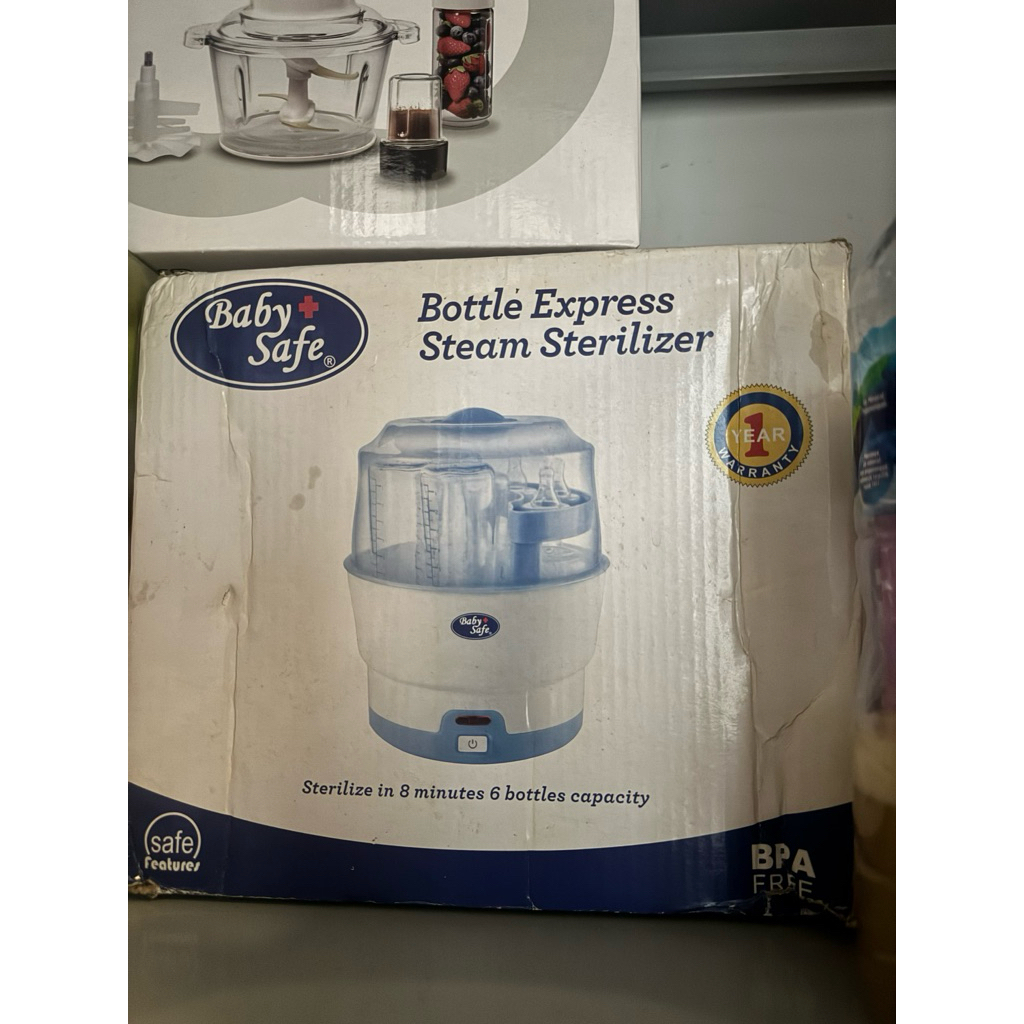 Baby
Safe®
Bottle Express
Steam Sterilizer
1
YEAR
WARRANTY
Baby
Safe
Sterilize in 8 minutes 6 bottles capacity
safe
Features
BPA
FREE